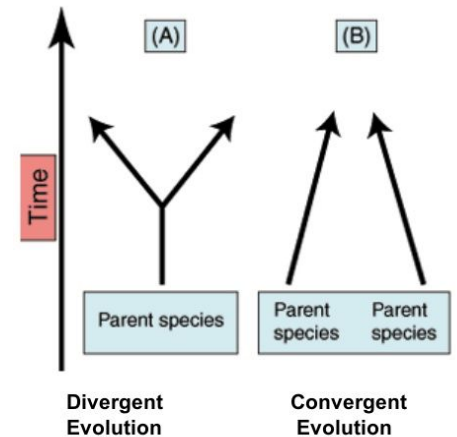 (A)
(B)
Time
Parent species
Parent
species
Parent
species
Divergent
Evolution
Convergent
Evolution